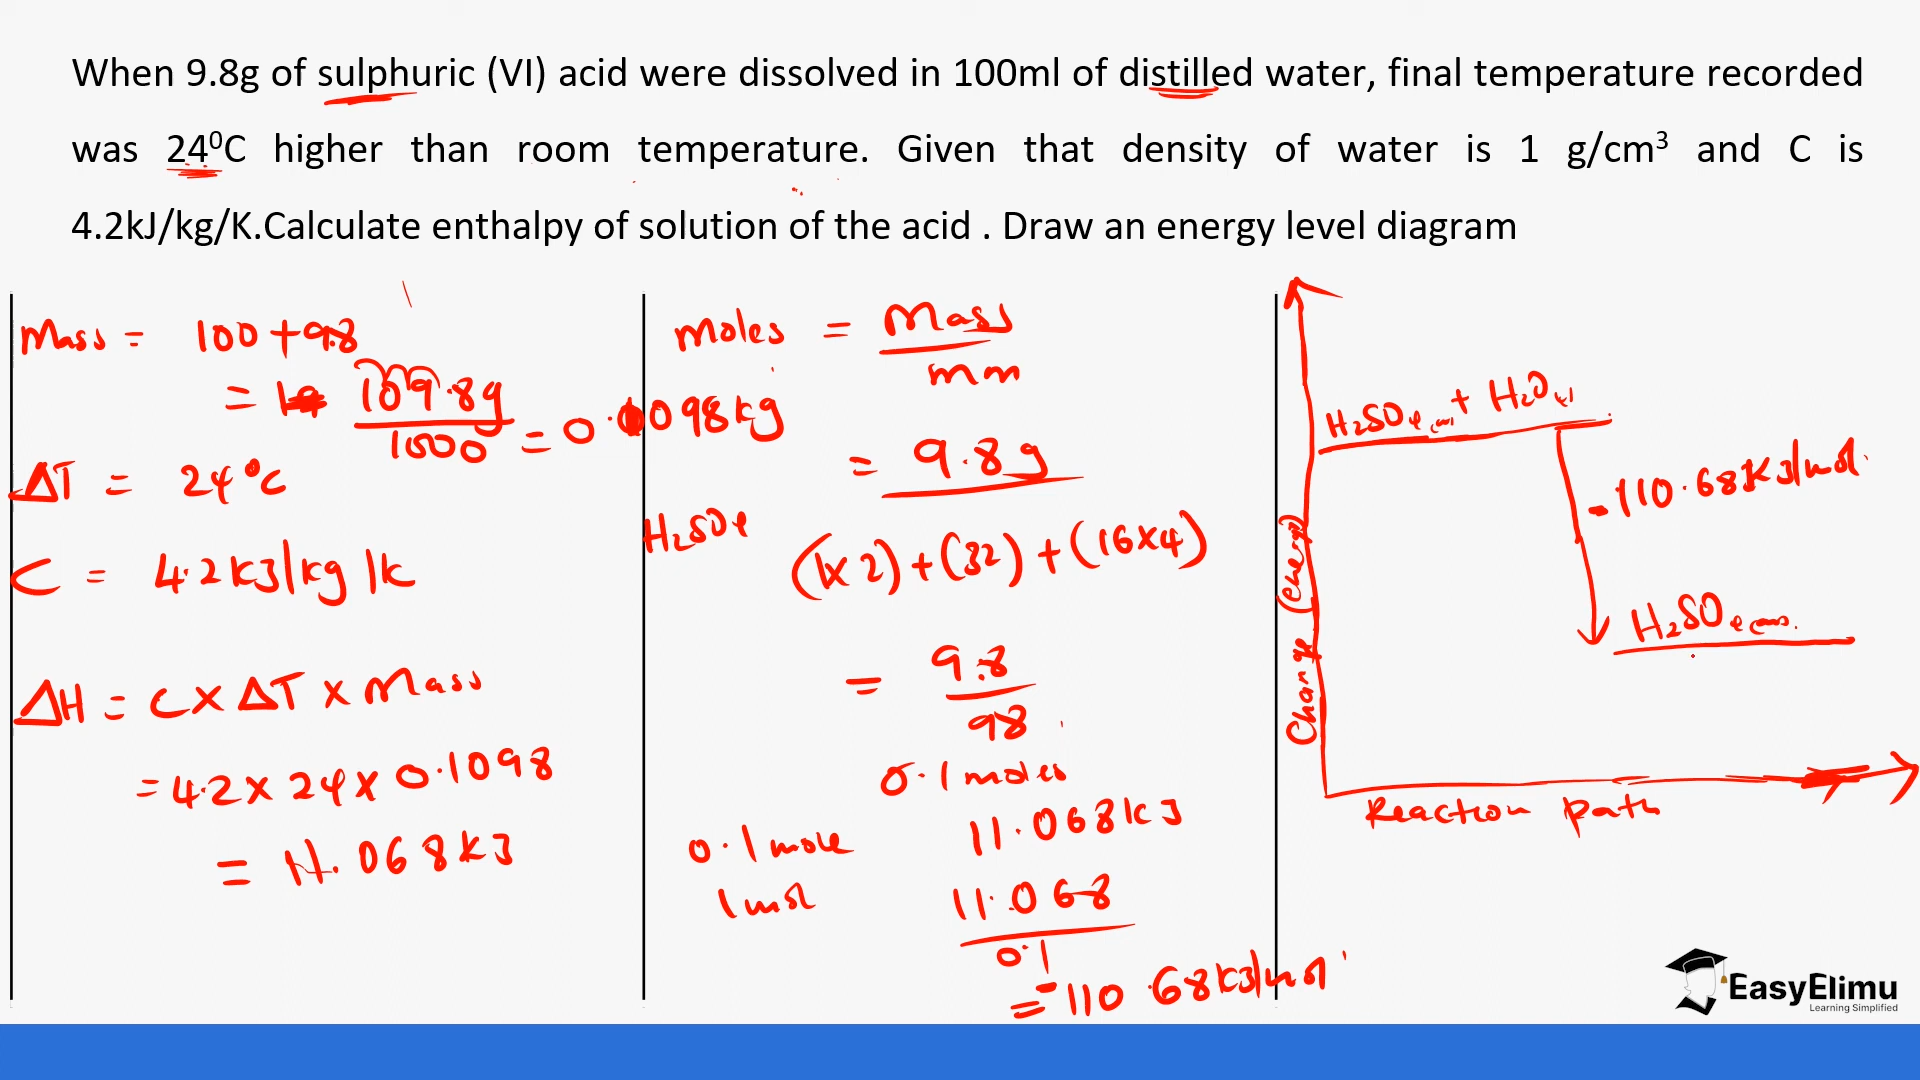 When 9.8g of sulphuric (VI) acid were dissolved in 100ml of distilled water, final temperature recorded
was 24⁰C higher than room temperature. Given that density of water is 1 g/cm³ and C is
4.2kJ/kg/K.Calculate enthalpy of solution of the acid . Draw an energy level diagram
Mass = 100 + 9.8
= 109.8g
1000
= 0.1098kg
ΔT = 24°C
C = 4.2kJ/kg/k
ΔH = C × ΔT × Mass
= 4.2 × 24 × 0.1098
= 11.068kJ
Moles = Mass
mm
= 9.8g
H₂SO₄
(1×2) + (32) + (16×4)
= 9.8
98
0.1 moles
0.1 mole 11.068kJ
1mol 11.068
0.1
= -110.68kJ/mol
H₂SO₄ + H₂O(l)
-110.68kJ/mol
H₂SO₄
Change (energy)
Reaction path
EasyElimu
Learning Simplified